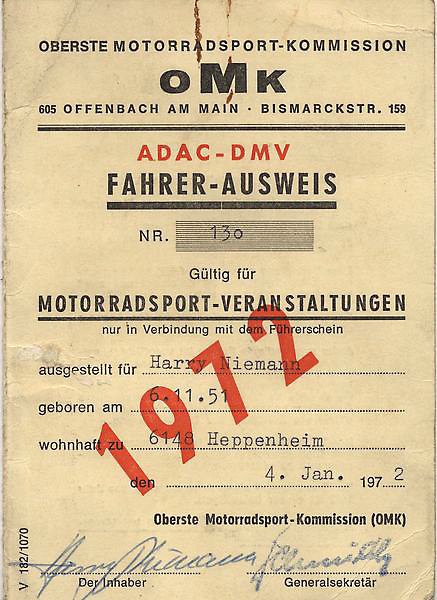 OBERSTE MOTORRADSPORT-KOMMISSION
OMK
605 OFFENBACH AM MAIN · BISMARCKSTR. 159
ADAC-DMV
FAHRER-AUSWEIS
NR. 130
Gültig für
MOTORRADSPORT-VERANSTALTUNGEN
nur in Verbindung mit dem Führerschein
1972
ausgestellt für Harry Niemann
geboren am 6.11.51
wohnhaft zu 6148 Heppenheim
den 4. Jan. 1972
Oberste Motorradsport-Kommission (OMK)
Harry Niemann
Der Inhaber
Generalsekretär
V 182/1070